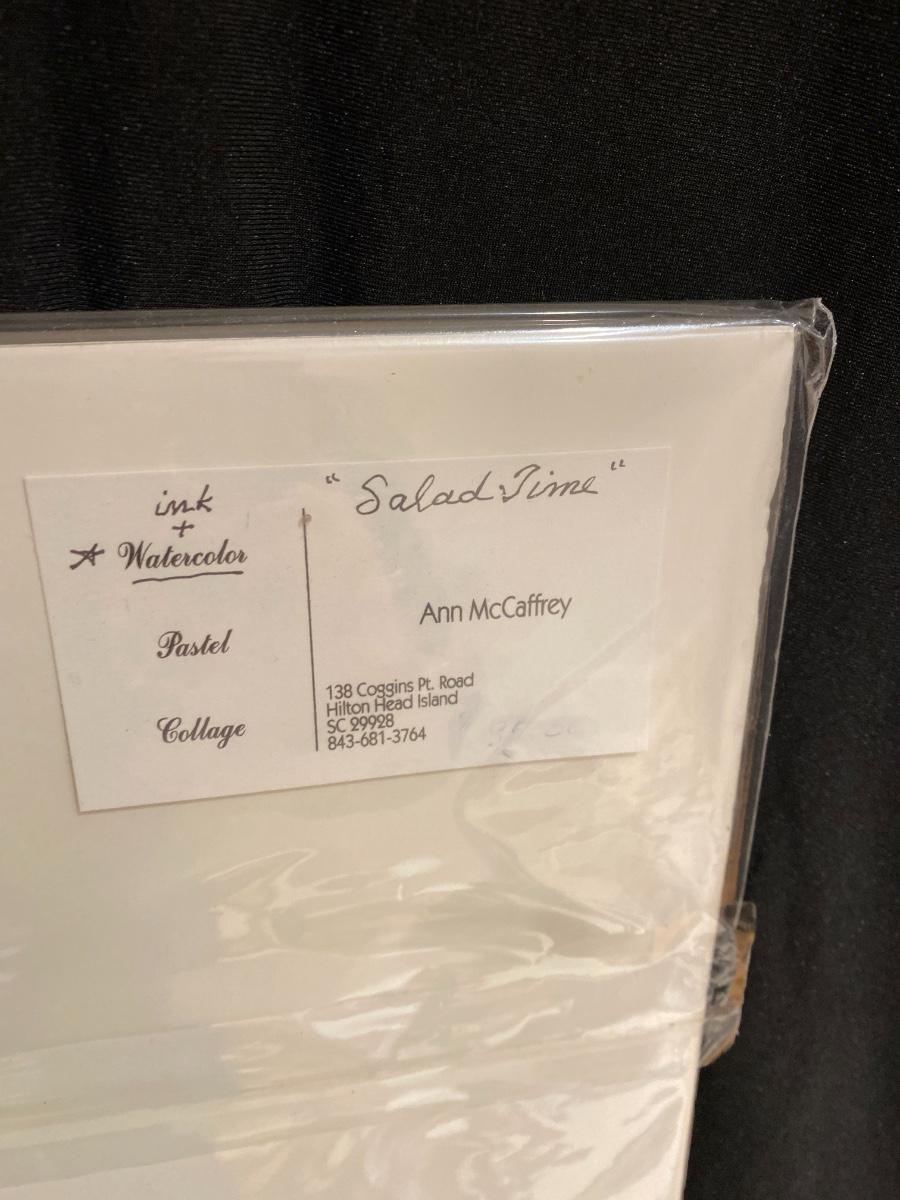 ink
+
☆ Watercolor
Pastel
Collage
“ Salad Time “
Ann McCaffrey
138 Coggins Pt. Road
Hilton Head Island
SC 29928
843-681-3764